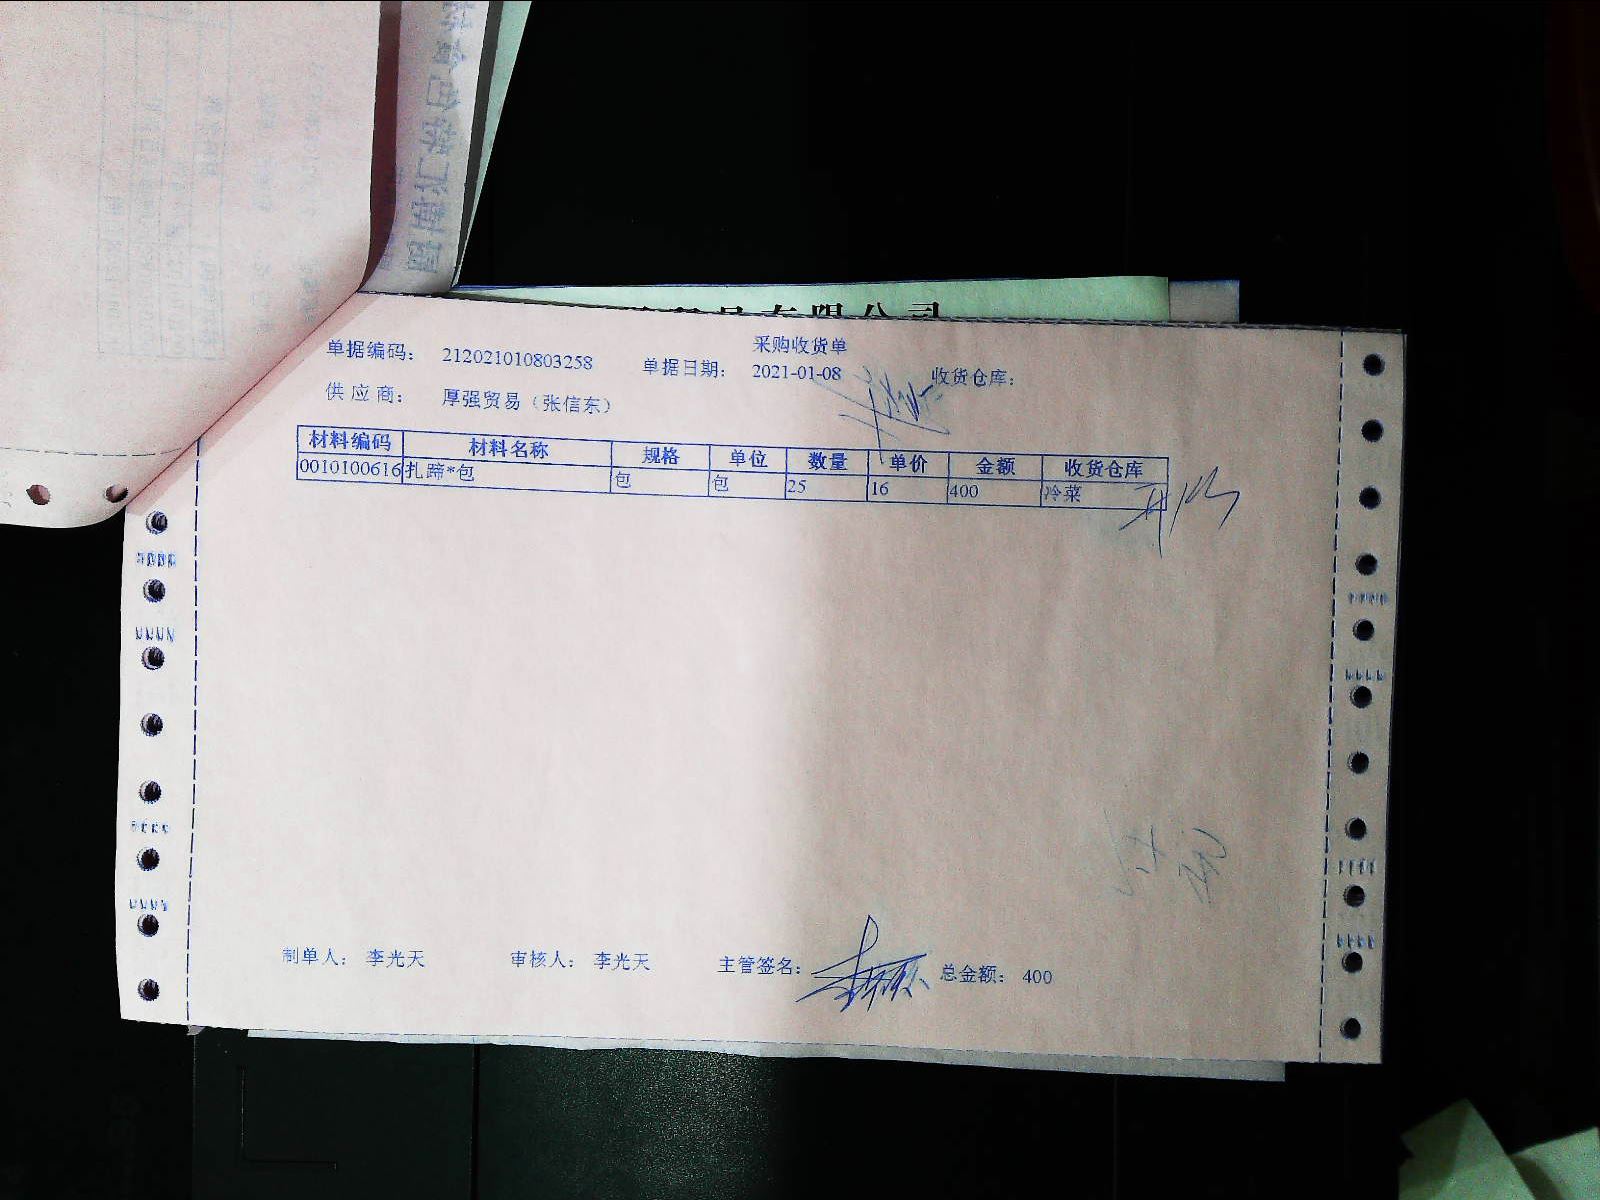 采购收货单
单据编码： 212021010803258 单据日期： 2021-01-08 收货仓库：
供 应 商： 厚强贸易（张信东）
材料编码 材料名称 规格 单位 数量 单价 金额 收货仓库
0010100616 扎蹄*包 包 包 25 16 400 冷菜
制单人： 李光天 审核人： 李光天 主管签名： 总金额： 400